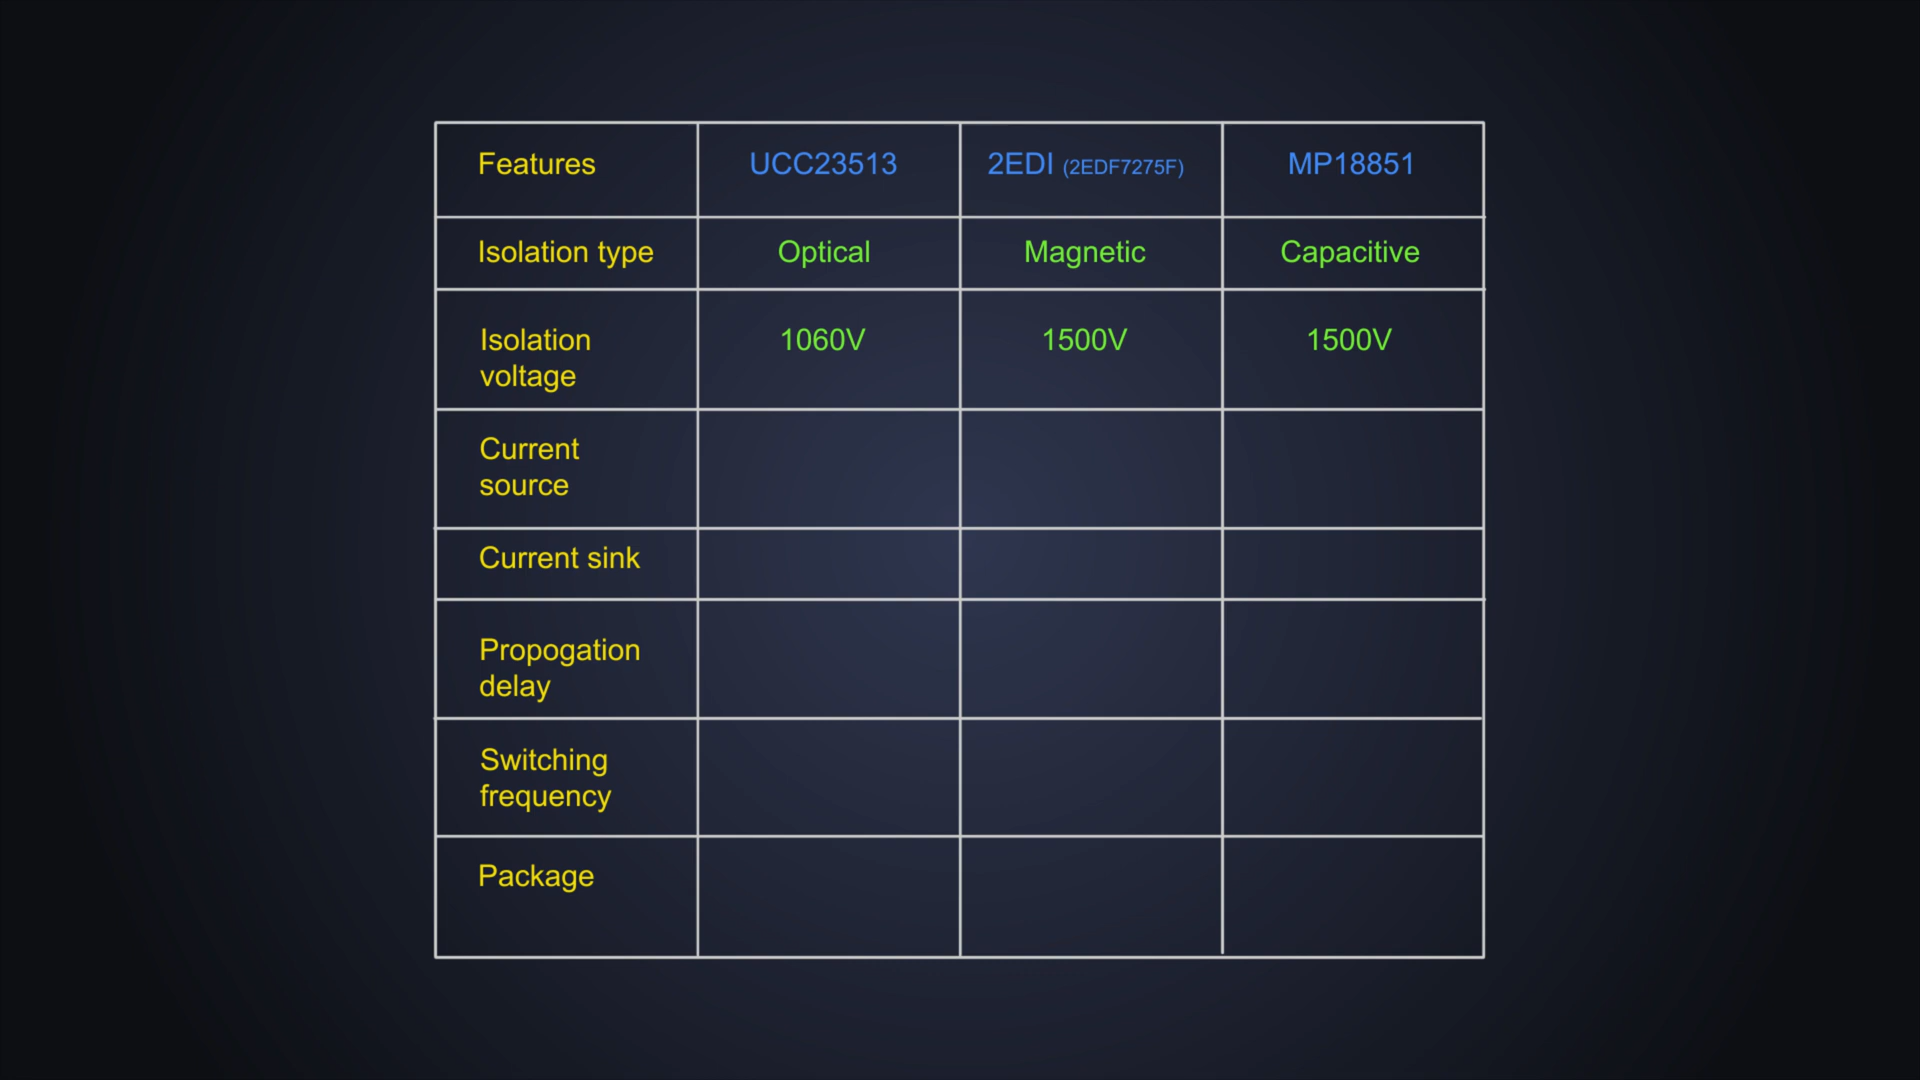 Features UCC23513 2EDI (2EDF7275F) MP18851
Isolation type Optical Magnetic Capacitive
Isolation voltage 1060V 1500V 1500V
Current
source
Current sink
Propogation
delay
Switching
frequency
Package